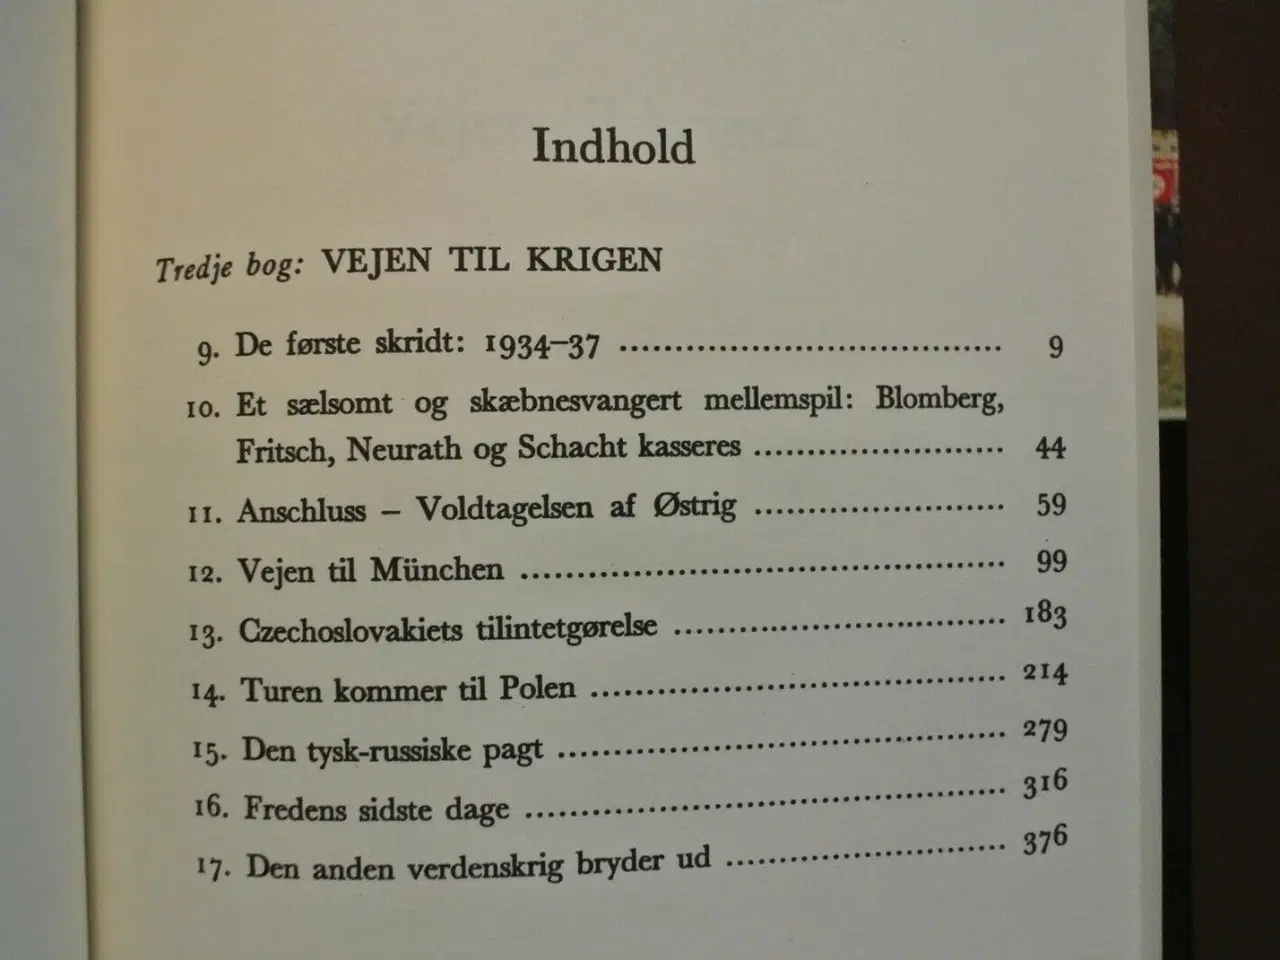 Indhold
Tredje bog: VEJEN TIL KRIGEN
9. De første skridt: 1934–37 .................................. 9
10. Et sælsomt og skæbnesvangert mellemspil: Blomberg,
Fritsch, Neurath og Schacht kasseres ...................... 44
11. Anschluss – Voldtagelsen af Østrig ...................... 59
12. Vejen til München .......................................... 99
13. Czechoslovakiets tilintetgørelse ............................. 183
14. Turen kommer til Polen .................................... 214
15. Den tysk-russiske pagt ....................................... 279
16. Fredens sidste dage .......................................... 316
17. Den anden verdenskrig bryder ud ......................... 376